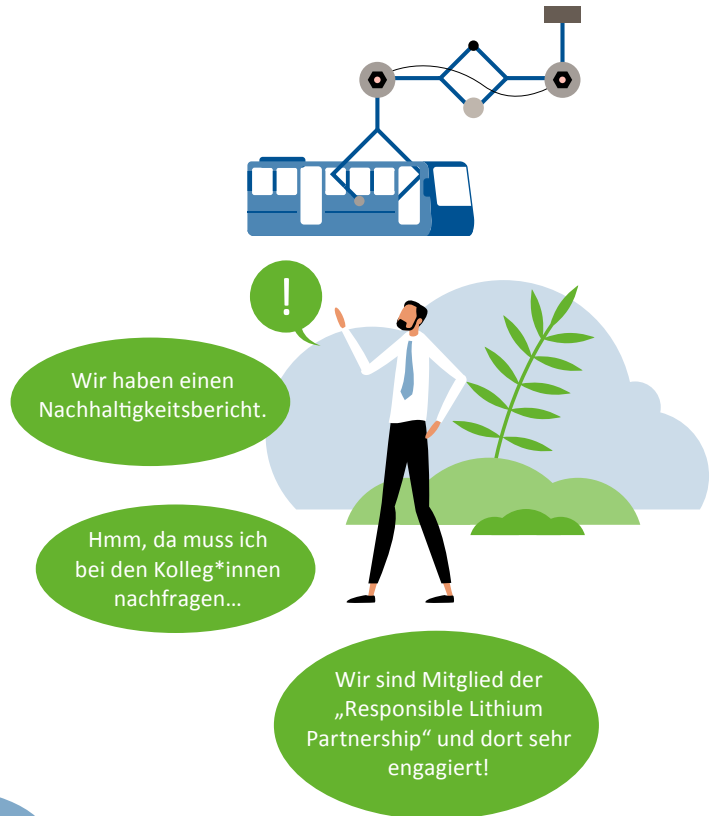 !
Wir haben einen
Nachhaltigkeitsbericht.
Hmm, da muss ich
bei den Kolleg*innen
nachfragen…
Wir sind Mitglied der
„Responsible Lithium
Partnership“ und dort sehr
engagiert!